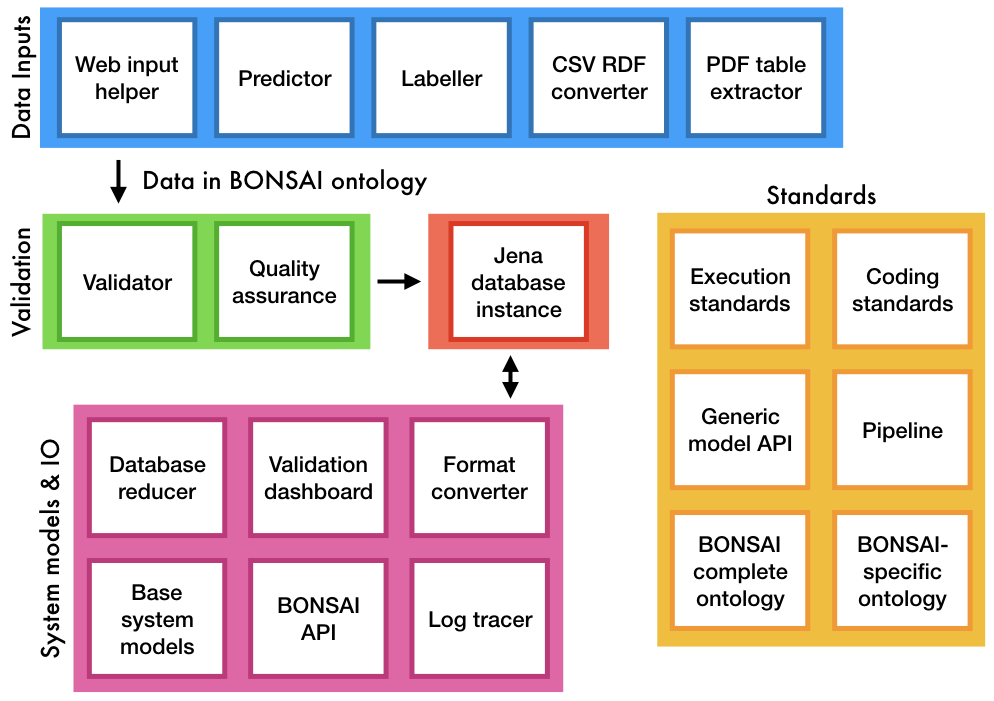 Data Inputs
Web input
helper
Predictor
Labeller
CSV RDF
converter
PDF table
extractor
Data in BONSAI ontology
Validation
Validator
Quality
assurance
Jena
database
instance
Standards
Execution
standards
Coding
standards
Generic
model API
Pipeline
BONSAI
complete
ontology
BONSAI-
specific
ontology
System models & IO
Database
reducer
Validation
dashboard
Format
converter
Base
system
models
BONSAI
API
Log tracer